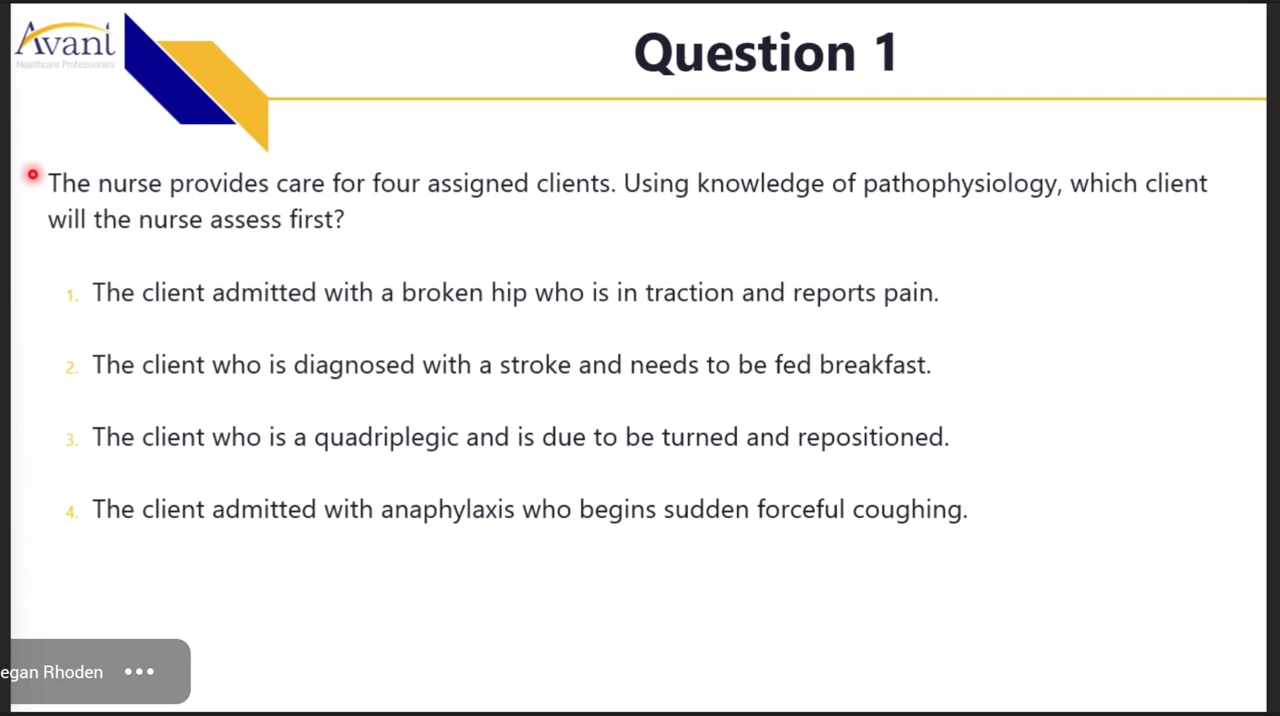 Avant
Healthcare Professionals
Question 1
The nurse provides care for four assigned clients. Using knowledge of pathophysiology, which client
will the nurse assess first?
1. The client admitted with a broken hip who is in traction and reports pain.
2. The client who is diagnosed with a stroke and needs to be fed breakfast.
3. The client who is a quadriplegic and is due to be turned and repositioned.
4. The client admitted with anaphylaxis who begins sudden forceful coughing.
egan Rhoden •••